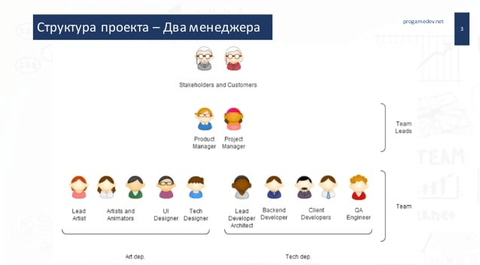 Структура проекта – Два менеджера
progamedev.net
3
Stakeholders and Customers
Product
Manager
Project
Manager
Team
Leads
Lead
Artist
Artists and
Animators
UI
Designer
Tech
Designer
Lead
Developer
Architect
Backend
Developer
Client
Developers
QA
Engineer
Team
Art dep.
Tech dep.